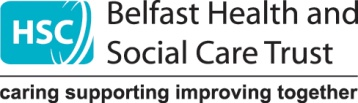 HSC
Belfast Health and
Social Care Trust
caring supporting improving together